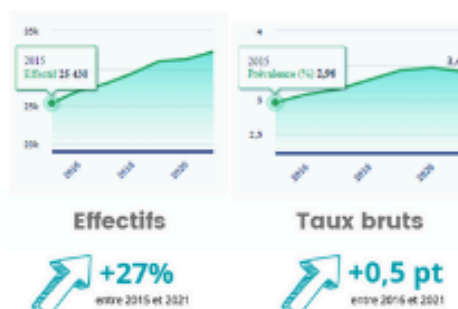 35k
2015
Effectif 25 430
25k
20k
2016
2018
2020
4
2015
Prévalence (%) 2,96
3
2,5
2016
2018
2020
Effectifs
Taux bruts
+27%
entre 2015 et 2021
+0,5 pt
entre 2016 et 2021